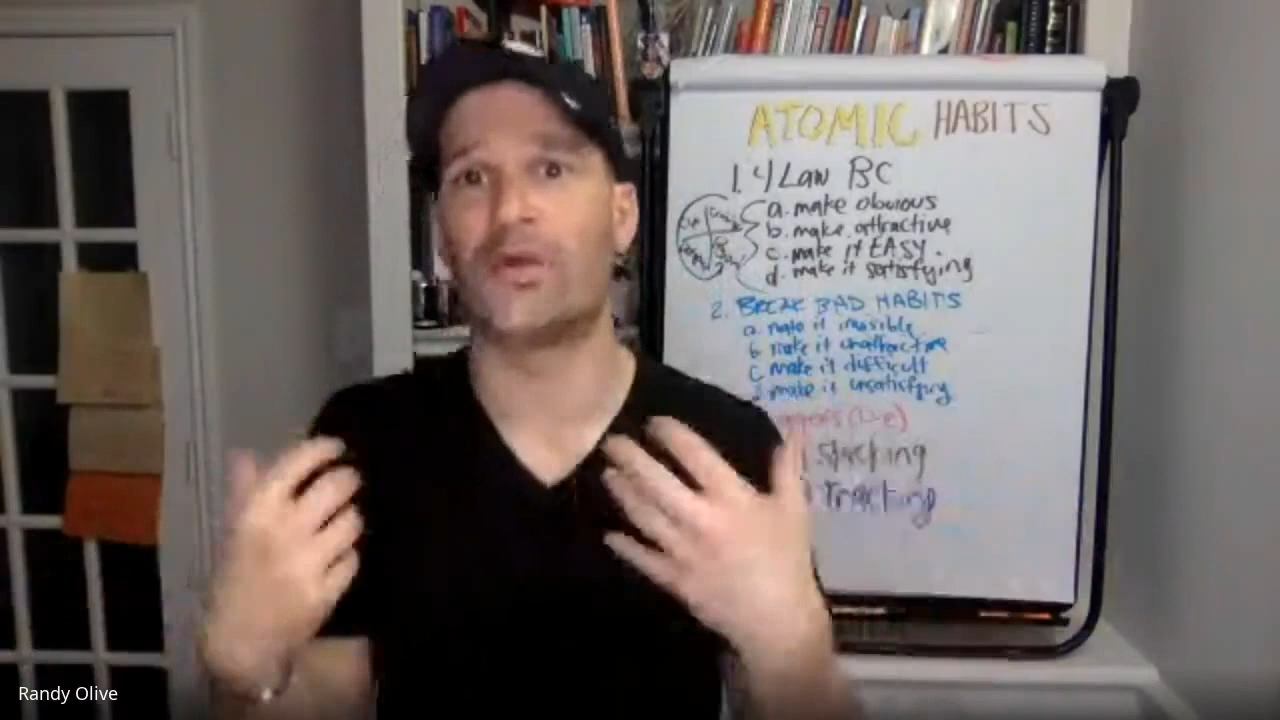 ATOMIC HABITS
1. 4 Law BC
a. make obvious
b. make attractive
c. make it EASY.
d. make it satisfying
2. BREAK BAD HABITS
a. make it invisible
b make it unattractive
c make it difficult
d. make it unsatisfying
stacking
Tracking
Randy Olive